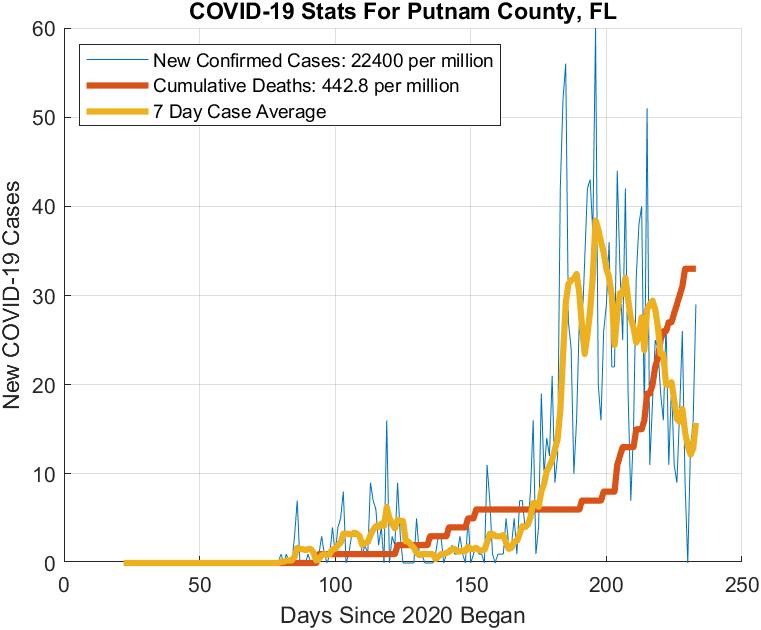 COVID-19 Stats For Putnam County, FL
New Confirmed Cases: 22400 per million
Cumulative Deaths: 442.8 per million
7 Day Case Average
New COVID-19 Cases
60
50
40
30
20
10
0
0 50 100 150 200 250
Days Since 2020 Began